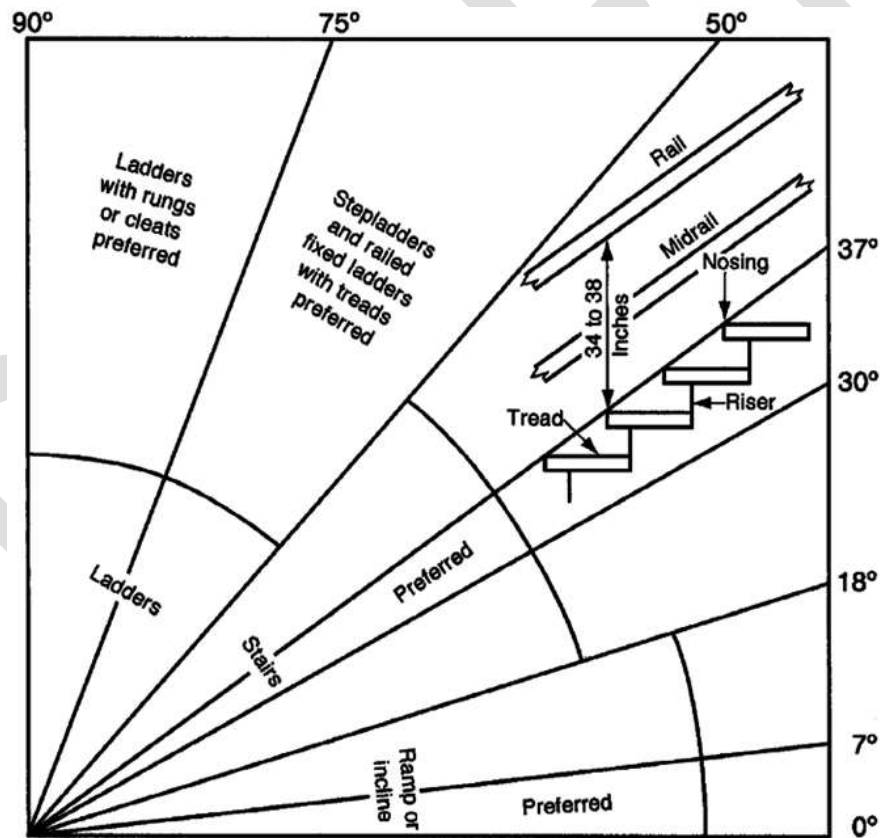 90°
75°
50°
Ladders
with rungs
or cleats
preferred
Stepladders
and railed
fixed ladders
with treads
preferred
Rail
Midrail
Nosing
37°
34 to 38
Inches
30°
Tread
Riser
Ladders
Preferred
18°
Stairs
7°
Ramp or
incline
Preferred
0°